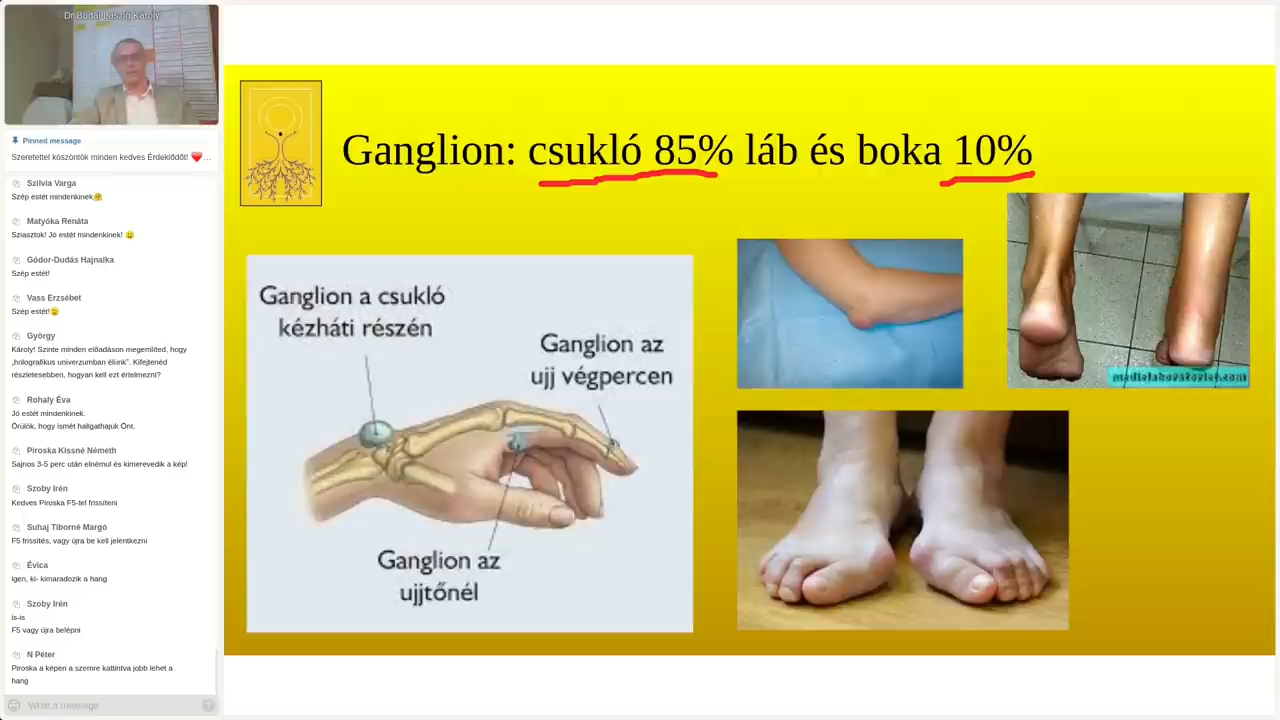 Dr Budai László Károly
Pinned message
Szeretettel köszöntök minden kedves Érdeklődőt! ❤️...
Szilvia Varga
Szép estét mindenkinek🤗
Matyóka Renáta
Sziasztok! Jó estét mindenkinek! 🙂
Gódor-Dudás Hajnalka
Szép estét!
Vass Erzsébet
Szép estét!🙂
György
Károly! Szinte minden előadáson megemlíted, hogy
„holografikus univerzumban élünk”. Kifejtenéd
részletesebben, hogyan kell ezt értelmezni?
Rohaly Éva
Jó estét mindenkinek.
Örülök, hogy ismét hallgathajuk Önt.
Piroska Kissné Németh
Sajnos 3-5 perc után elnémul és kimerevedik a kép!
Szoby Irén
Kedves Piroska F5-tel frissíteni
Suhaj Tiborné Margó
F5 frissítés, vagy újra be kell jelentkezni
Évica
igen, ki- kimaradozik a hang
Szoby Irén
is-is
F5 vagy újra belépni
N Péter
Piroska a képen a szemre kattintva jobb lehet a
hang
Write a message
Ganglion: csukló 85% láb és boka 10%
Ganglion a csukló
kézháti részén
Ganglion az
ujj végpercen
Ganglion az
ujjtőnél